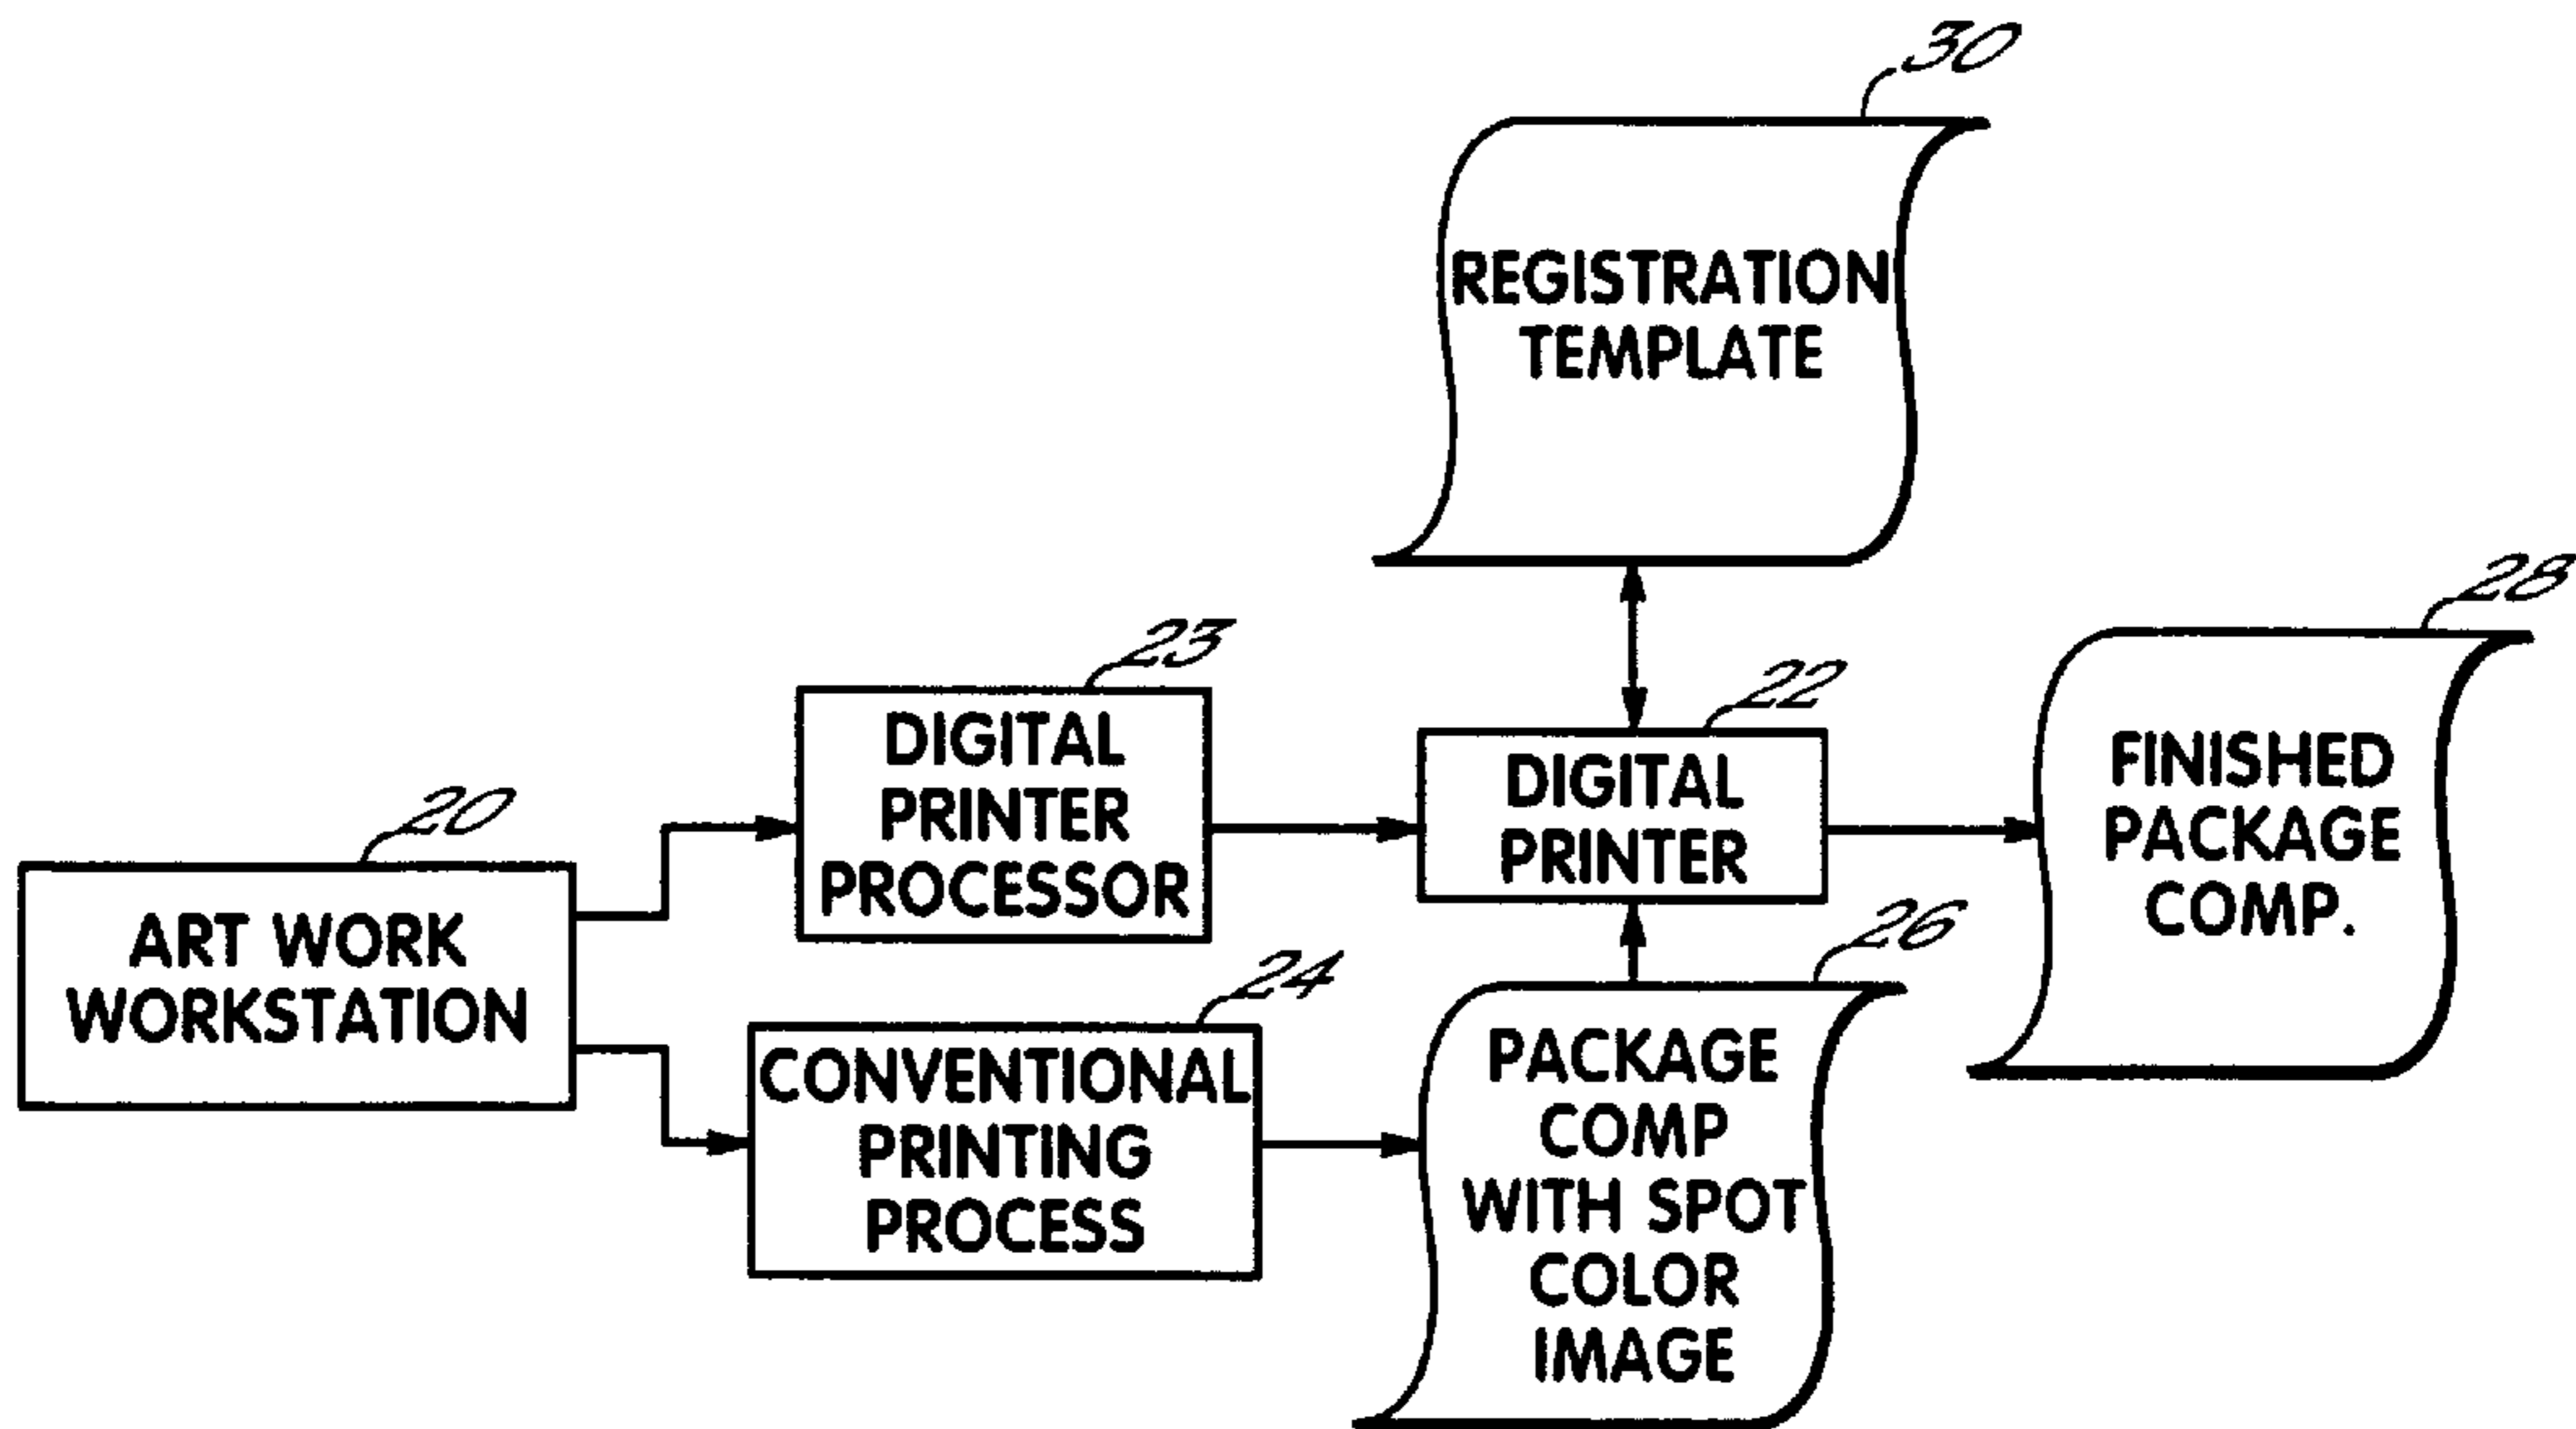 30
REGISTRATION
TEMPLATE
28
FINISHED
PACKAGE
COMP.
23
DIGITAL
PRINTER
PROCESSOR
22
DIGITAL
PRINTER
20
ART WORK
WORKSTATION
24
CONVENTIONAL
PRINTING
PROCESS
26
PACKAGE
COMP
WITH SPOT
COLOR
IMAGE